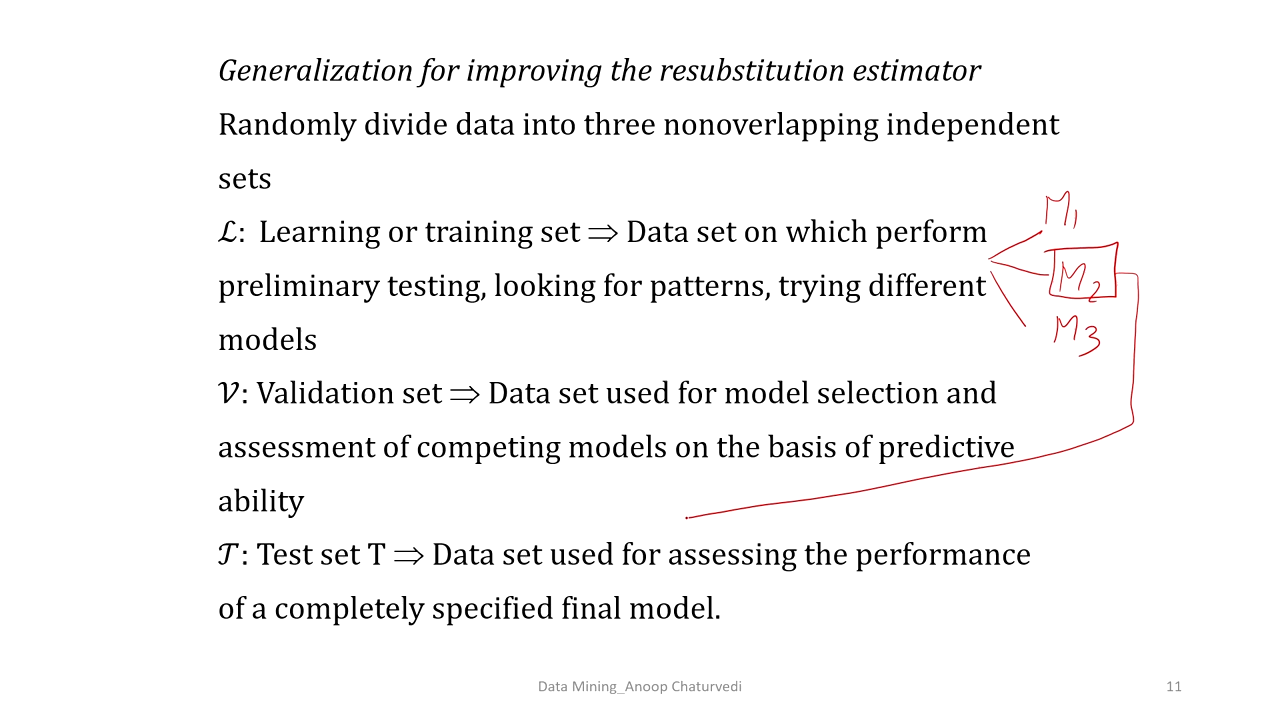 Generalization for improving the resubstitution estimator
Randomly divide data into three nonoverlapping independent
sets
ℒ: Learning or training set ⇒ Data set on which perform
preliminary testing, looking for patterns, trying different
models
𝒱: Validation set ⇒ Data set used for model selection and
assessment of competing models on the basis of predictive
ability
𝒯: Test set T ⇒ Data set used for assessing the performance
of a completely specified final model.
M1
M2
M3
Data Mining_Anoop Chaturvedi
11